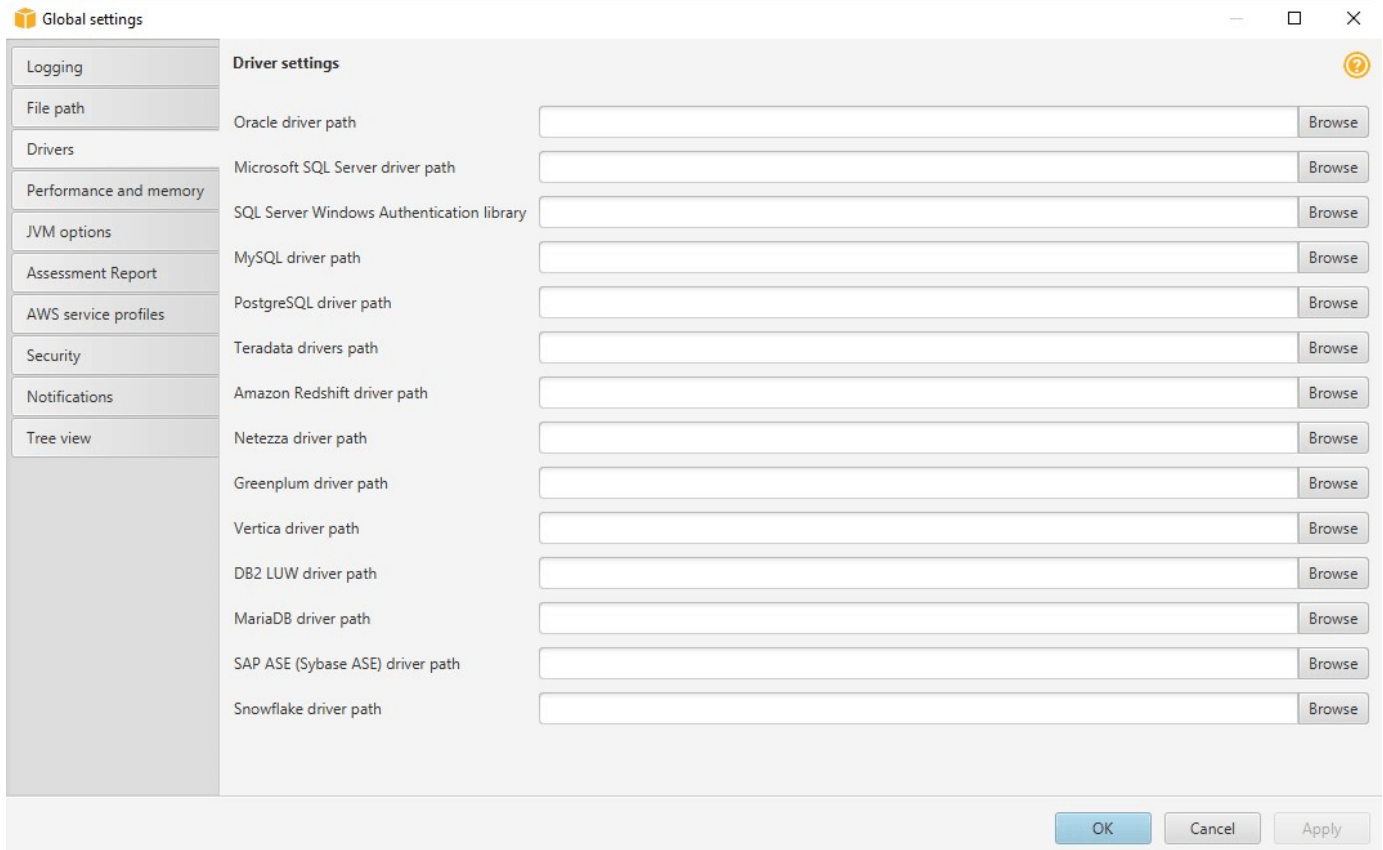 Global settings
Logging
File path
Drivers
Performance and memory
JVM options
Assessment Report
AWS service profiles
Security
Notifications
Tree view
Driver settings
?
Oracle driver path Browse
Microsoft SQL Server driver path Browse
SQL Server Windows Authentication library Browse
MySQL driver path Browse
PostgreSQL driver path Browse
Teradata drivers path Browse
Amazon Redshift driver path Browse
Netezza driver path Browse
Greenplum driver path Browse
Vertica driver path Browse
DB2 LUW driver path Browse
MariaDB driver path Browse
SAP ASE (Sybase ASE) driver path Browse
Snowflake driver path Browse
OK Cancel Apply